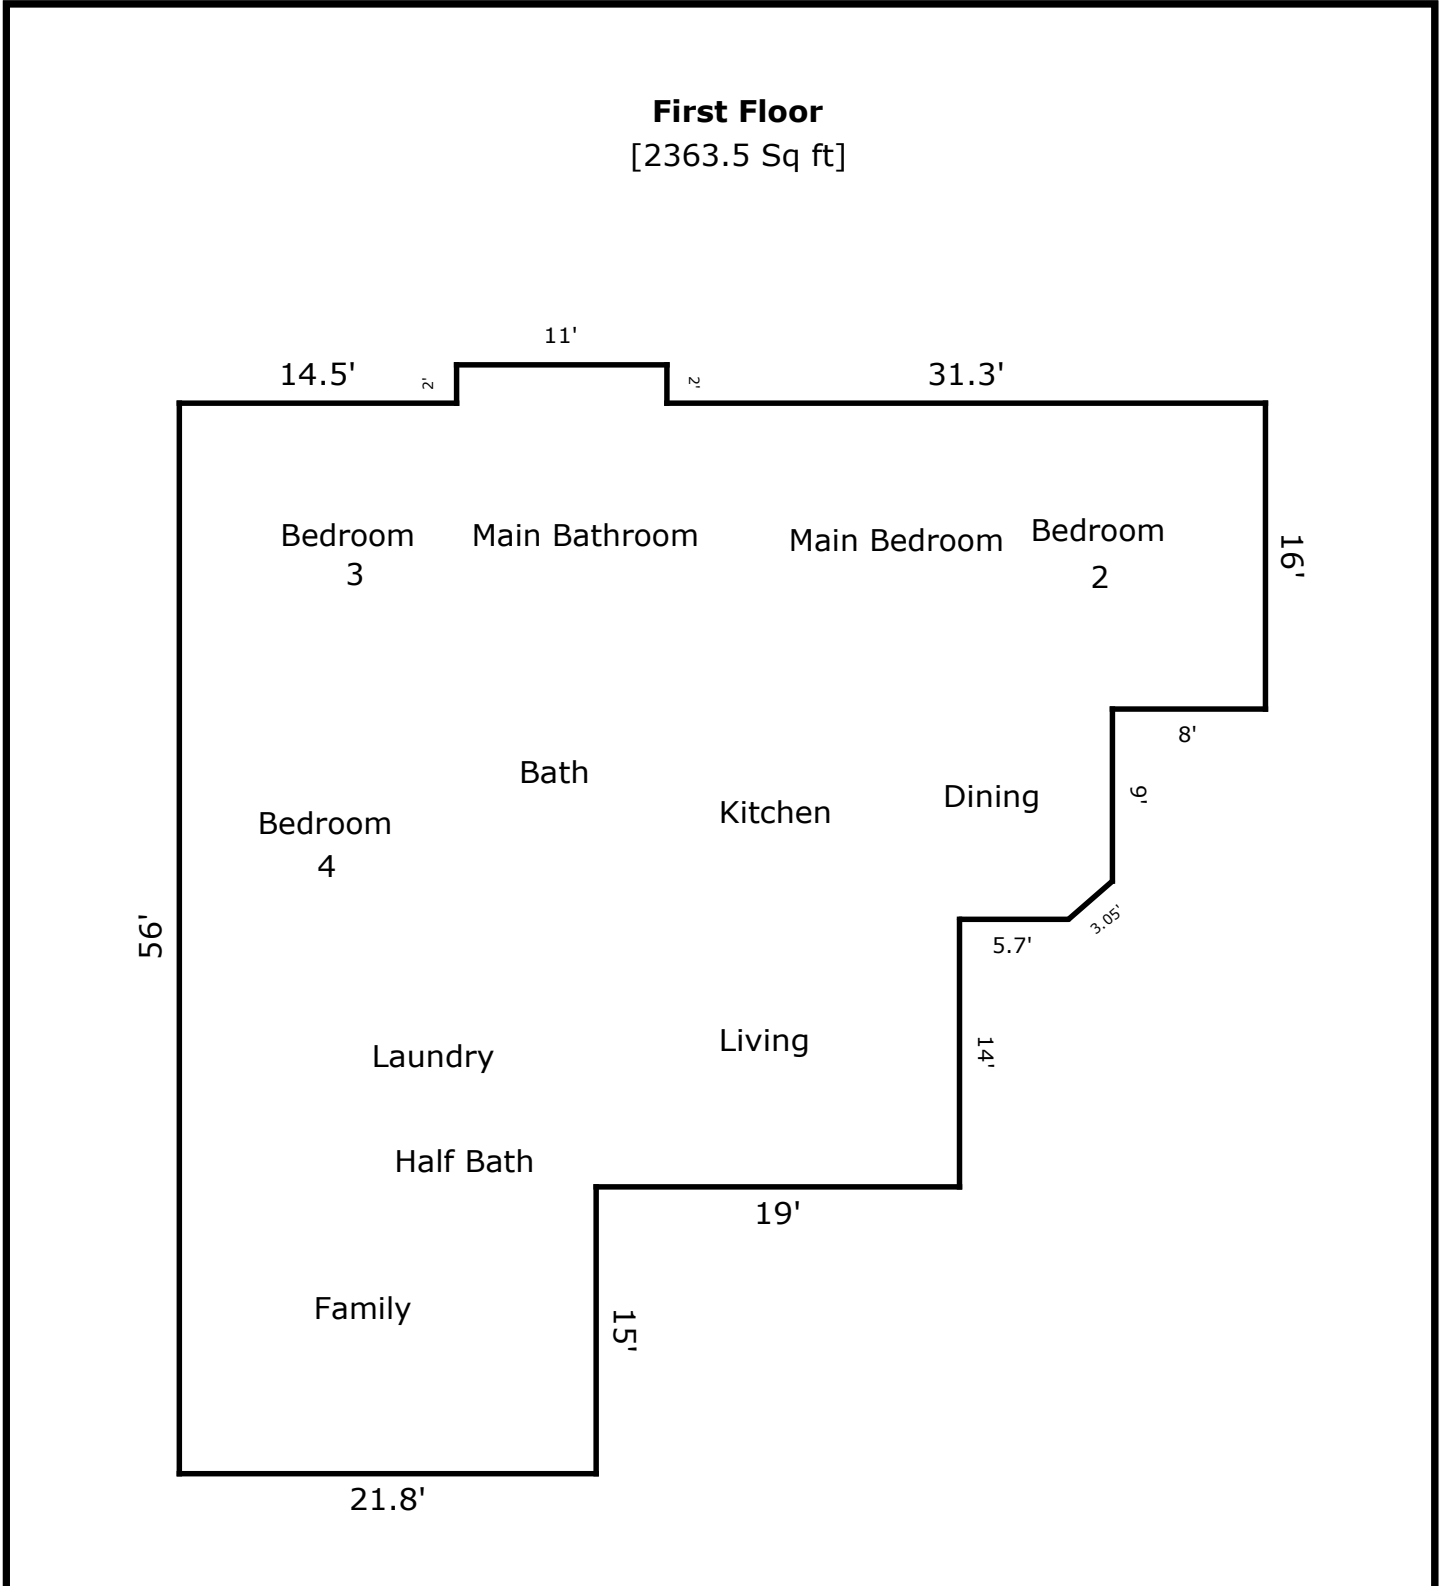 First Floor
[2363.5 Sq ft]
11'
14.5'
2'
2'
31.3'
Bedroom
3
Main Bathroom
Main Bedroom
Bedroom
2
16'
8'
Bath
Kitchen
Dining
9'
Bedroom
4
56'
5.7'
3.05'
Laundry
Living
14'
Half Bath
19'
Family
15'
21.8'